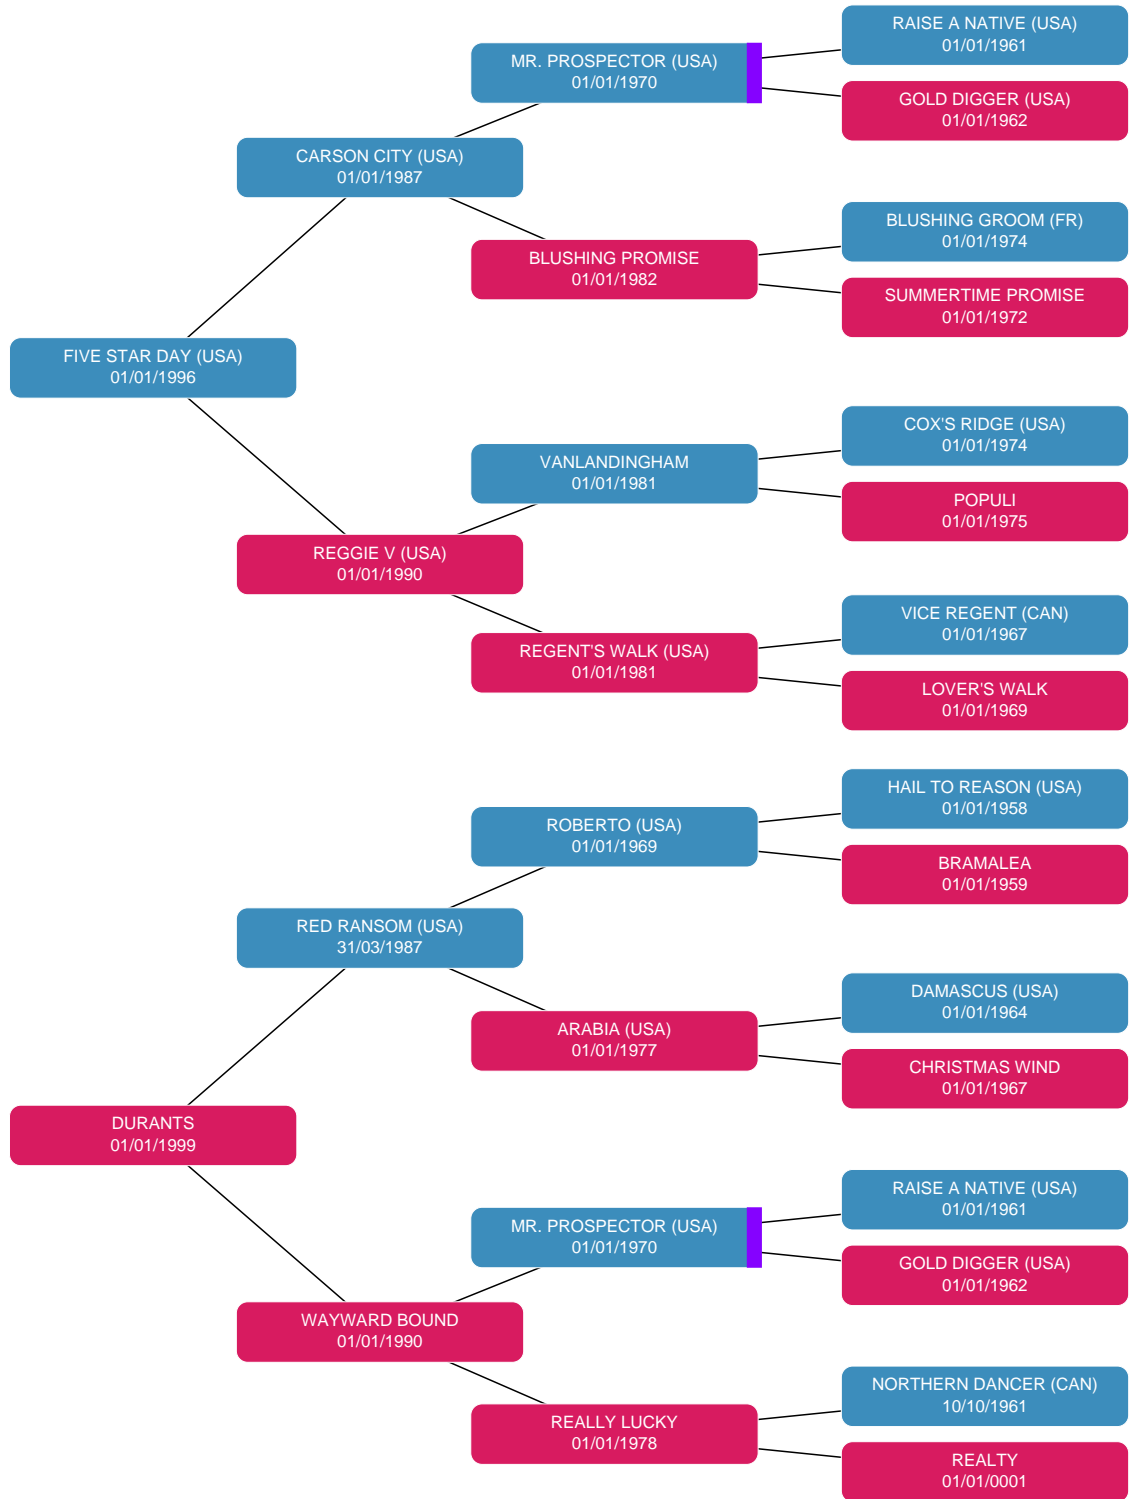 RAISE A NATIVE (USA)
01/01/1961
MR. PROSPECTOR (USA)
01/01/1970
GOLD DIGGER (USA)
01/01/1962
CARSON CITY (USA)
01/01/1987
BLUSHING GROOM (FR)
01/01/1974
BLUSHING PROMISE
01/01/1982
SUMMERTIME PROMISE
01/01/1972
FIVE STAR DAY (USA)
01/01/1996
COX'S RIDGE (USA)
01/01/1974
VANLANDINGHAM
01/01/1981
POPULI
01/01/1975
REGGIE V (USA)
01/01/1990
VICE REGENT (CAN)
01/01/1967
REGENT'S WALK (USA)
01/01/1981
LOVER'S WALK
01/01/1969
HAIL TO REASON (USA)
01/01/1958
ROBERTO (USA)
01/01/1969
BRAMALEA
01/01/1959
RED RANSOM (USA)
31/03/1987
DAMASCUS (USA)
01/01/1964
ARABIA (USA)
01/01/1977
CHRISTMAS WIND
01/01/1967
DURANTS
01/01/1999
RAISE A NATIVE (USA)
01/01/1961
MR. PROSPECTOR (USA)
01/01/1970
GOLD DIGGER (USA)
01/01/1962
WAYWARD BOUND
01/01/1990
NORTHERN DANCER (CAN)
10/10/1961
REALLY LUCKY
01/01/1978
REALTY
01/01/0001